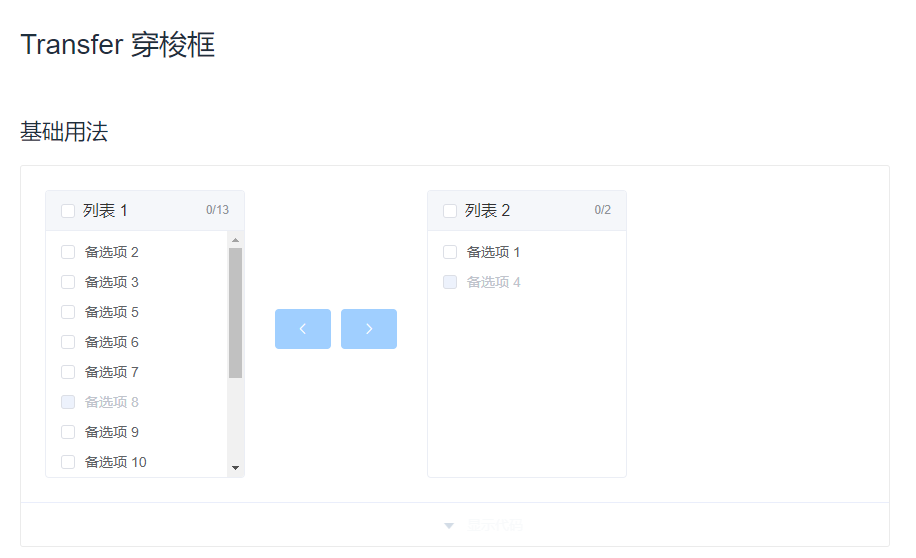 Transfer 穿梭框
基础用法
列表 1 0/13
备选项 2
备选项 3
备选项 5
备选项 6
备选项 7
备选项 8
备选项 9
备选项 10
列表 2 0/2
备选项 1
备选项 4